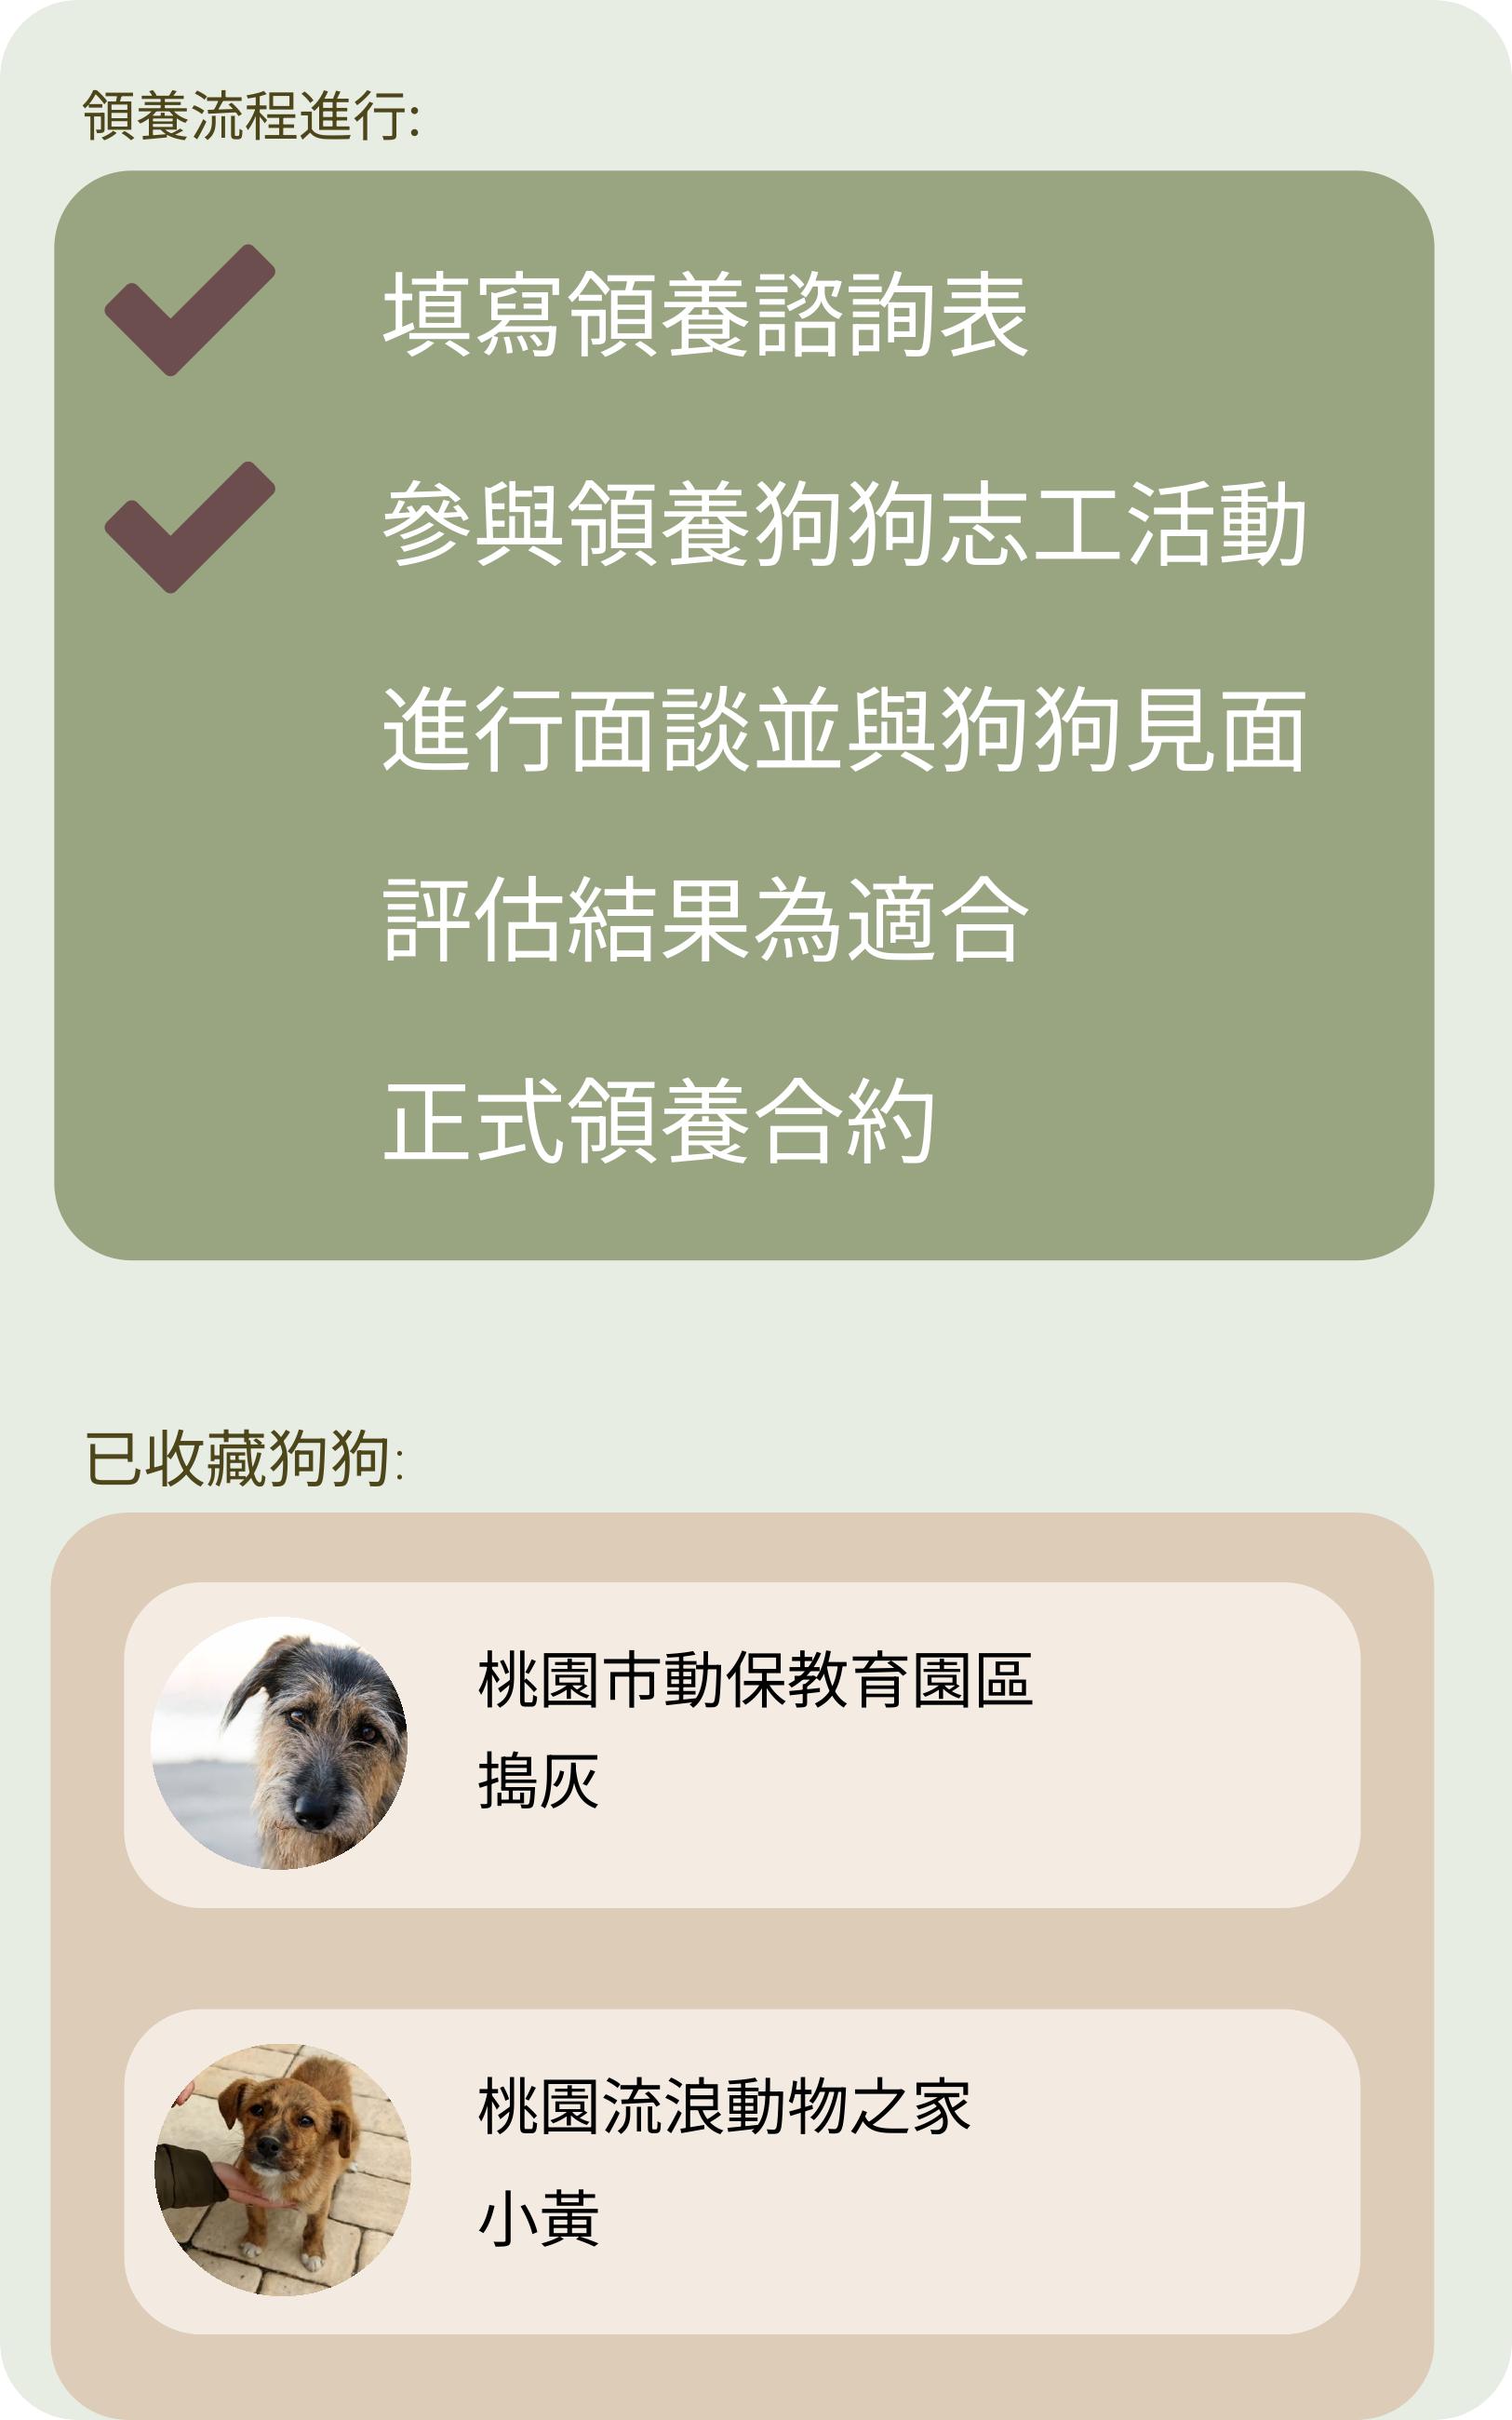 領養流程進行:
填寫領養諮詢表
參與領養狗狗志工活動
進行面談並與狗狗見面
評估結果為適合
正式領養合約
已收藏狗狗:
桃園市動保教育園區
搗灰
桃園流浪動物之家
小黃